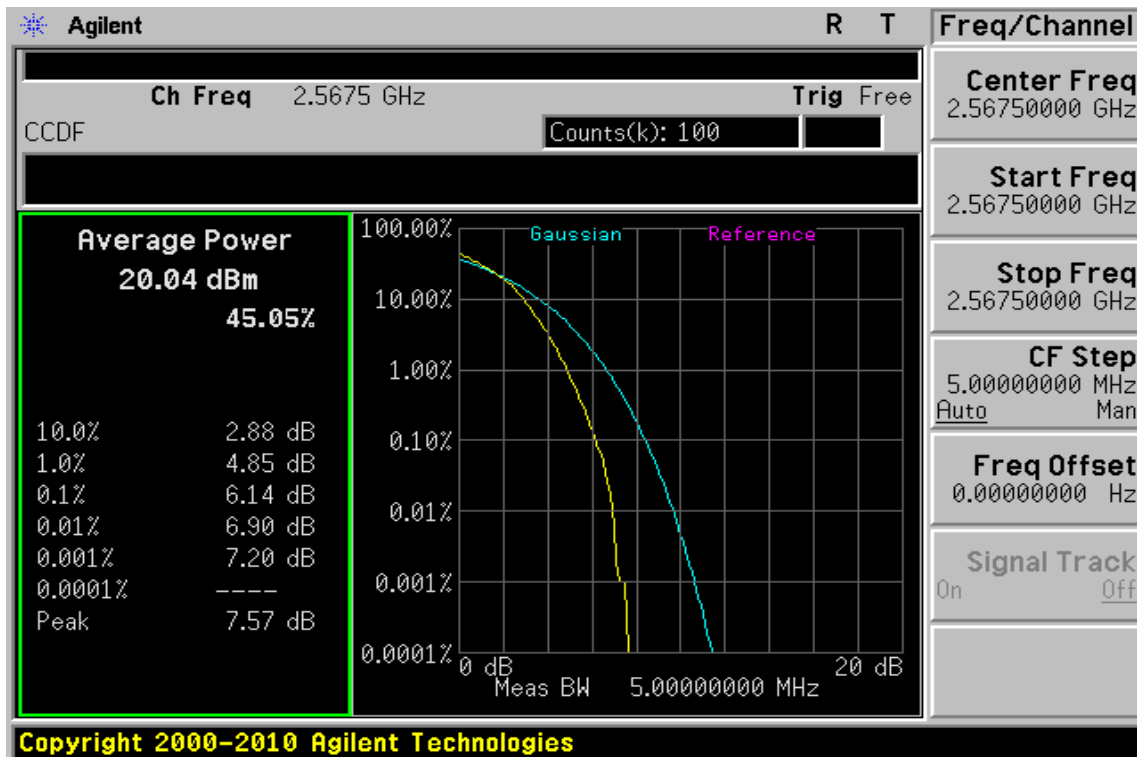 Agilent R T
Ch Freq 2.5675 GHz Trig Free
CCDF Counts(k): 100
Average Power
20.04 dBm
45.05%
10.0% 2.88 dB
1.0% 4.85 dB
0.1% 6.14 dB
0.01% 6.90 dB
0.001% 7.20 dB
0.0001% ----
Peak 7.57 dB
100.00%
Gaussian Reference
10.00%
1.00%
0.10%
0.01%
0.001%
0.0001%
0 dB 20 dB
Meas BW 5.00000000 MHz
Freq/Channel
Center Freq
2.56750000 GHz
Start Freq
2.56750000 GHz
Stop Freq
2.56750000 GHz
CF Step
5.00000000 MHz
Auto Man
Freq Offset
0.00000000 Hz
Signal Track
On Off
Copyright 2000-2010 Agilent Technologies